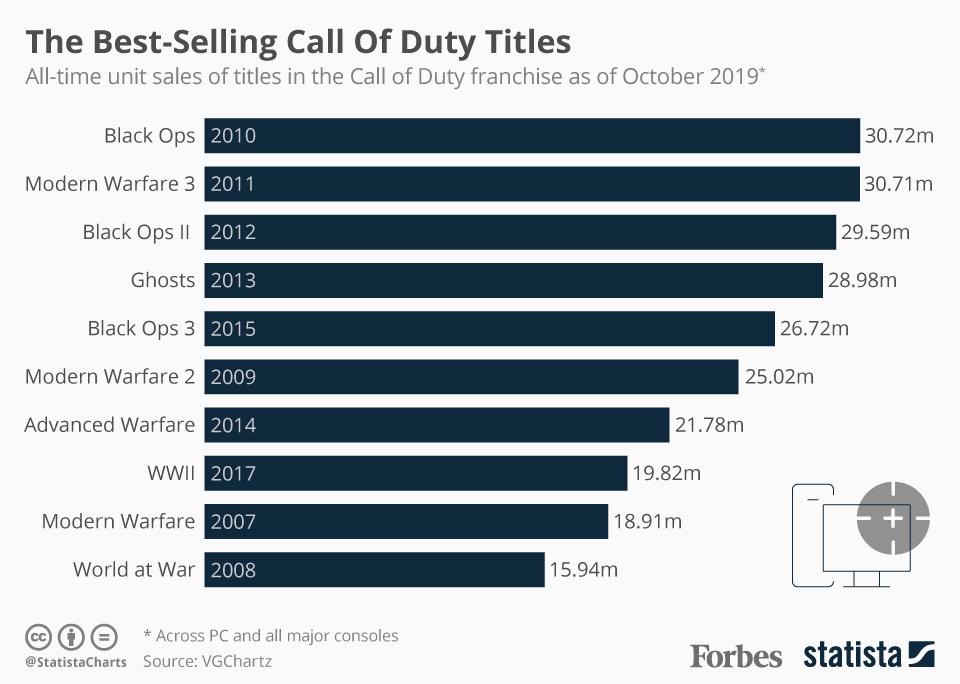 The Best-Selling Call Of Duty Titles
All-time unit sales of titles in the Call of Duty franchise as of October 2019*
Black Ops 2010 30.72m
Modern Warfare 3 2011 30.71m
Black Ops II 2012 29.59m
Ghosts 2013 28.98m
Black Ops 3 2015 26.72m
Modern Warfare 2 2009 25.02m
Advanced Warfare 2014 21.78m
WWII 2017 19.82m
Modern Warfare 2007 18.91m
World at War 2008 15.94m
cc
* Across PC and all major consoles
@StatistaCharts Source: VGChartz
Forbes statista